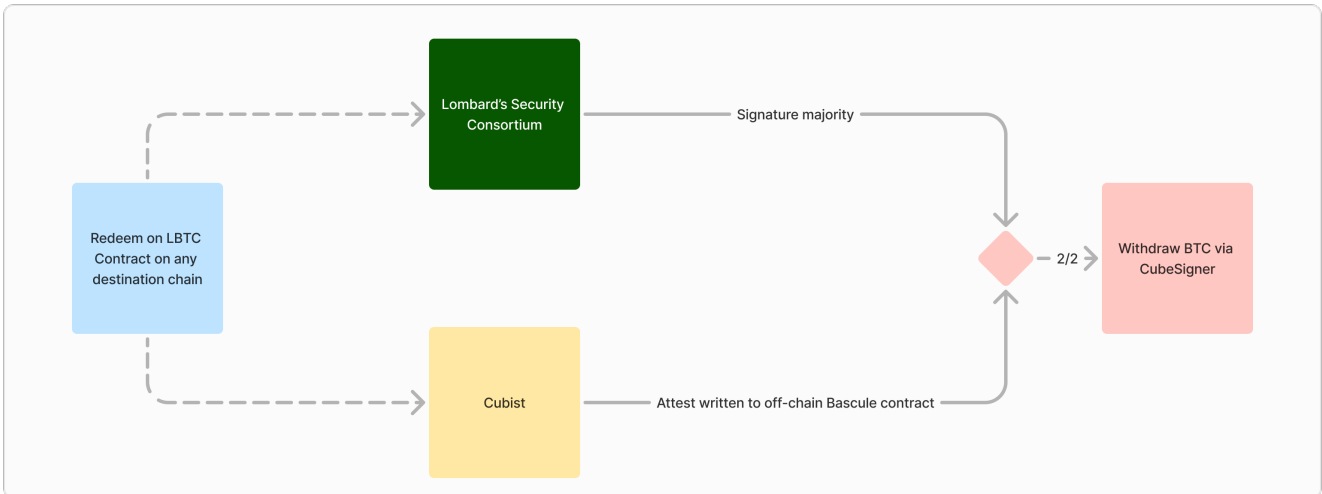 Lombard's Security
Consortium
Signature majority
Redeem on LBTC
Contract on any
destination chain
2/2
Withdraw BTC via
CubeSigner
Cubist
Attest written to off-chain Bascule contract